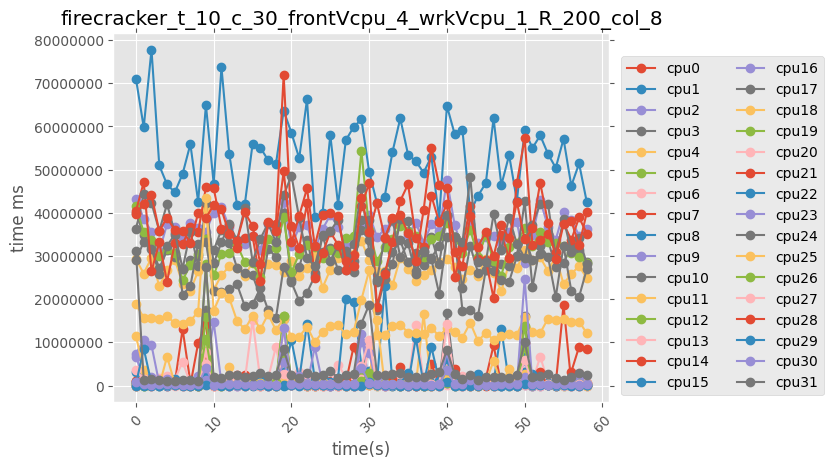 firecracker_t_10_c_30_frontVcpu_4_wrkVcpu_1_R_200_col_8
80000000
70000000
60000000
50000000
40000000
30000000
20000000
10000000
0
time ms
0
10
20
30
40
50
60
time(s)
cpu0
cpu1
cpu2
cpu3
cpu4
cpu5
cpu6
cpu7
cpu8
cpu9
cpu10
cpu11
cpu12
cpu13
cpu14
cpu15
cpu16
cpu17
cpu18
cpu19
cpu20
cpu21
cpu22
cpu23
cpu24
cpu25
cpu26
cpu27
cpu28
cpu29
cpu30
cpu31